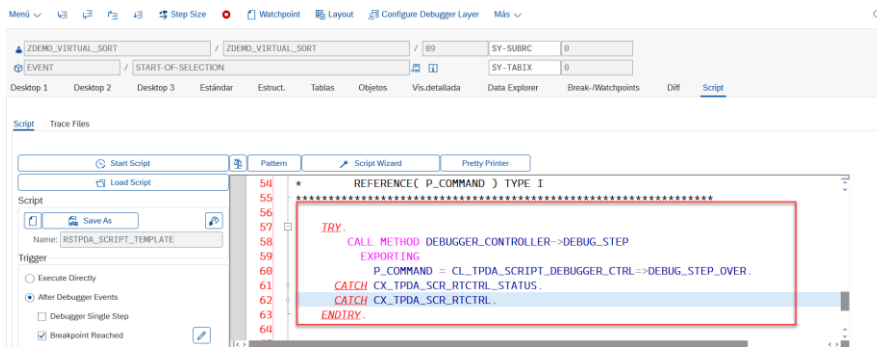 Menú Step Size Watchpoint Layout Configure Debugger Layer Más
ZDEMO_VIRTUAL_SORT / ZDEMO_VIRTUAL_SORT / 89 SY-SUBRC 0
EVENT / START-OF-SELECTION SY-TABIX 0
Desktop 1 Desktop 2 Desktop 3 Estándar Estruct. Tablas Objetos Vis.detallada Data Explorer Break-/Watchpoints Diff Script
Script Trace Files
Start Script Pattern Script Wizard Pretty Printer
Load Script
Script
Save As
Name: RSTPDA_SCRIPT_TEMPLATE
Trigger
Execute Directly
After Debugger Events
Debugger Single Step
Breakpoint Reached
54 * REFERENCE( P_COMMAND ) TYPE I
55 *****************************************************************
56
57 TRY.
58 CALL METHOD DEBUGGER_CONTROLLER->DEBUG_STEP
59 EXPORTING
60 P_COMMAND = CL_TPDA_SCRIPT_DEBUGGER_CTRL=>DEBUG_STEP_OVER.
61 CATCH CX_TPDA_SCR_RTCTRL_STATUS.
62 CATCH CX_TPDA_SCR_RTCTRL.
63 ENDTRY.
64